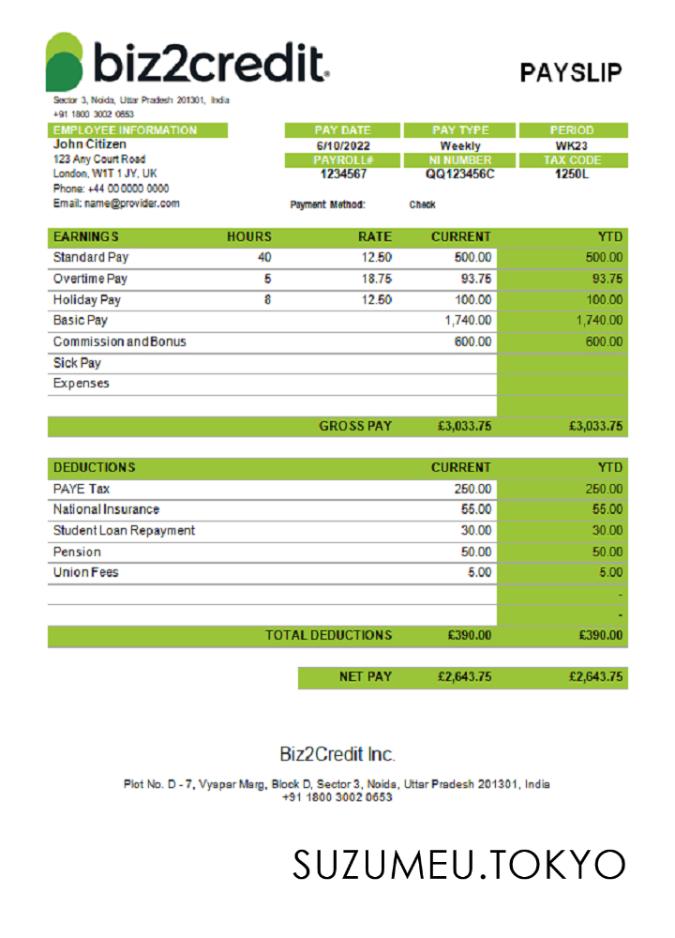 biz2credit.
PAYSLIP
Sector 3, Noida, Uttar Pradesh 201301, India
+91 1800 3002 0653
EMPLOYEE INFORMATION PAY DATE PAY TYPE PERIOD
John Citizen 6/10/2022 Weekly WK23
123 Any Court Road PAYROLL# NI NUMBER TAX CODE
London, W1T 1 JY, UK 1234567 QQ123456C 1250L
Phone: +44 00 0000 0000
Email: name@provider.com Payment Method: Check
EARNINGS HOURS RATE CURRENT YTD
Standard Pay 40 12.50 500.00 500.00
Overtime Pay 5 18.75 93.75 93.75
Holiday Pay 8 12.50 100.00 100.00
Basic Pay 1,740.00 1,740.00
Commission and Bonus 600.00 600.00
Sick Pay
Expenses
GROSS PAY £3,033.75 £3,033.75
DEDUCTIONS CURRENT YTD
PAYE Tax 250.00 250.00
National Insurance 55.00 55.00
Student Loan Repayment 30.00 30.00
Pension 50.00 50.00
Union Fees 5.00 5.00
-
-
TOTAL DEDUCTIONS £390.00 £390.00
NET PAY £2,643.75 £2,643.75
Biz2Credit Inc.
Plot No. D - 7, Vyapar Marg, Block D, Sector 3, Noida, Uttar Pradesh 201301, India
+91 1800 3002 0653
SUZUMEU.TOKYO